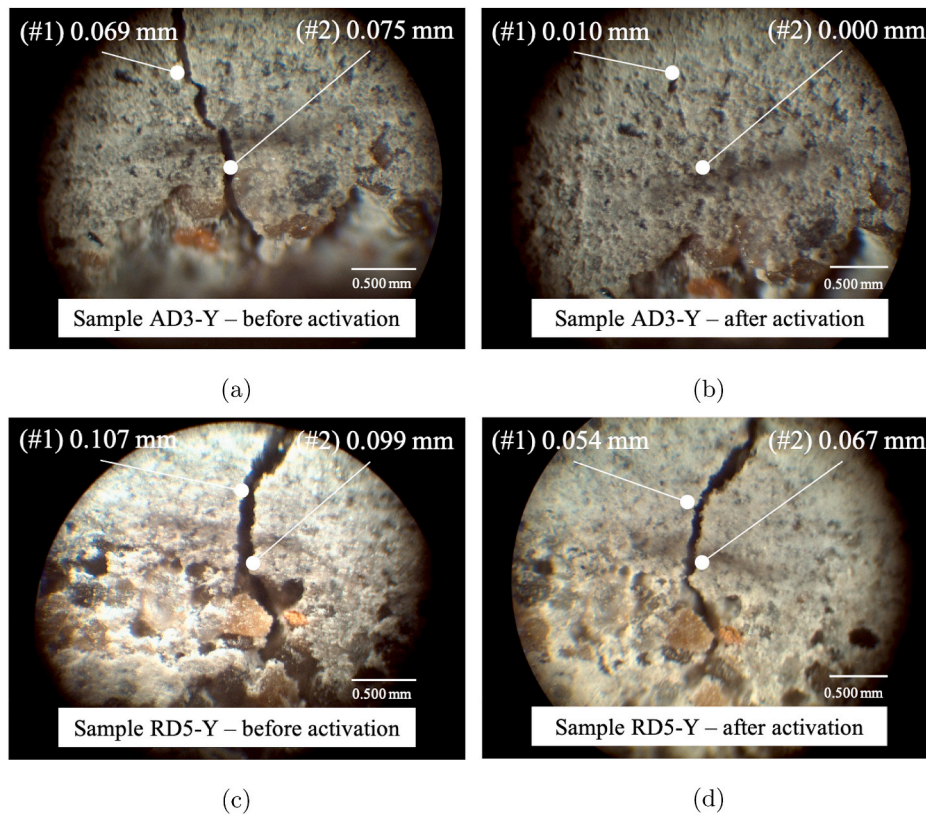 (#1) 0.069 mm (#2) 0.075 mm
0.500 mm
Sample AD3-Y – before activation
(a)
(#1) 0.010 mm (#2) 0.000 mm
0.500 mm
Sample AD3-Y – after activation
(b)
(#1) 0.107 mm (#2) 0.099 mm
0.500 mm
Sample RD5-Y – before activation
(c)
(#1) 0.054 mm (#2) 0.067 mm
0.500 mm
Sample RD5-Y – after activation
(d)